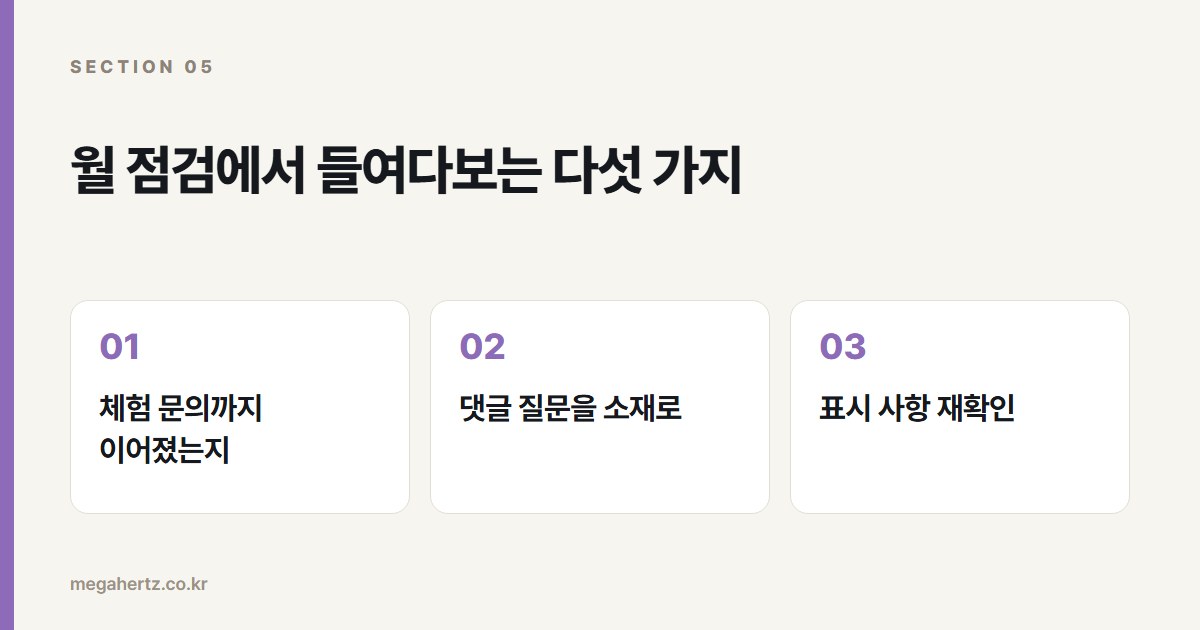 SECTION 05
월 점검에서 들여다보는 다섯 가지
01
체험 문의까지
이어졌는지
02
댓글 질문을 소재로
03
표시 사항 재확인
megahertz.co.kr